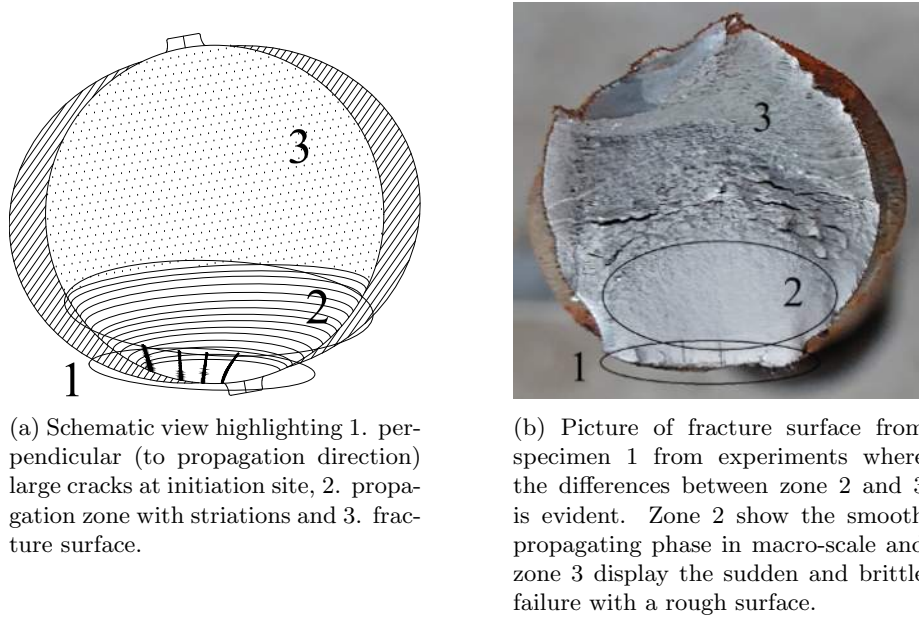 3
2
1
3
2
1
(a) Schematic view highlighting 1. per-
pendicular (to propagation direction)
large cracks at initiation site, 2. propa-
gation zone with striations and 3. frac-
ture surface.
(b) Picture of fracture surface from
specimen 1 from experiments where
the differences between zone 2 and 3
is evident. Zone 2 show the smooth
propagating phase in macro-scale and
zone 3 display the sudden and brittle
failure with a rough surface.